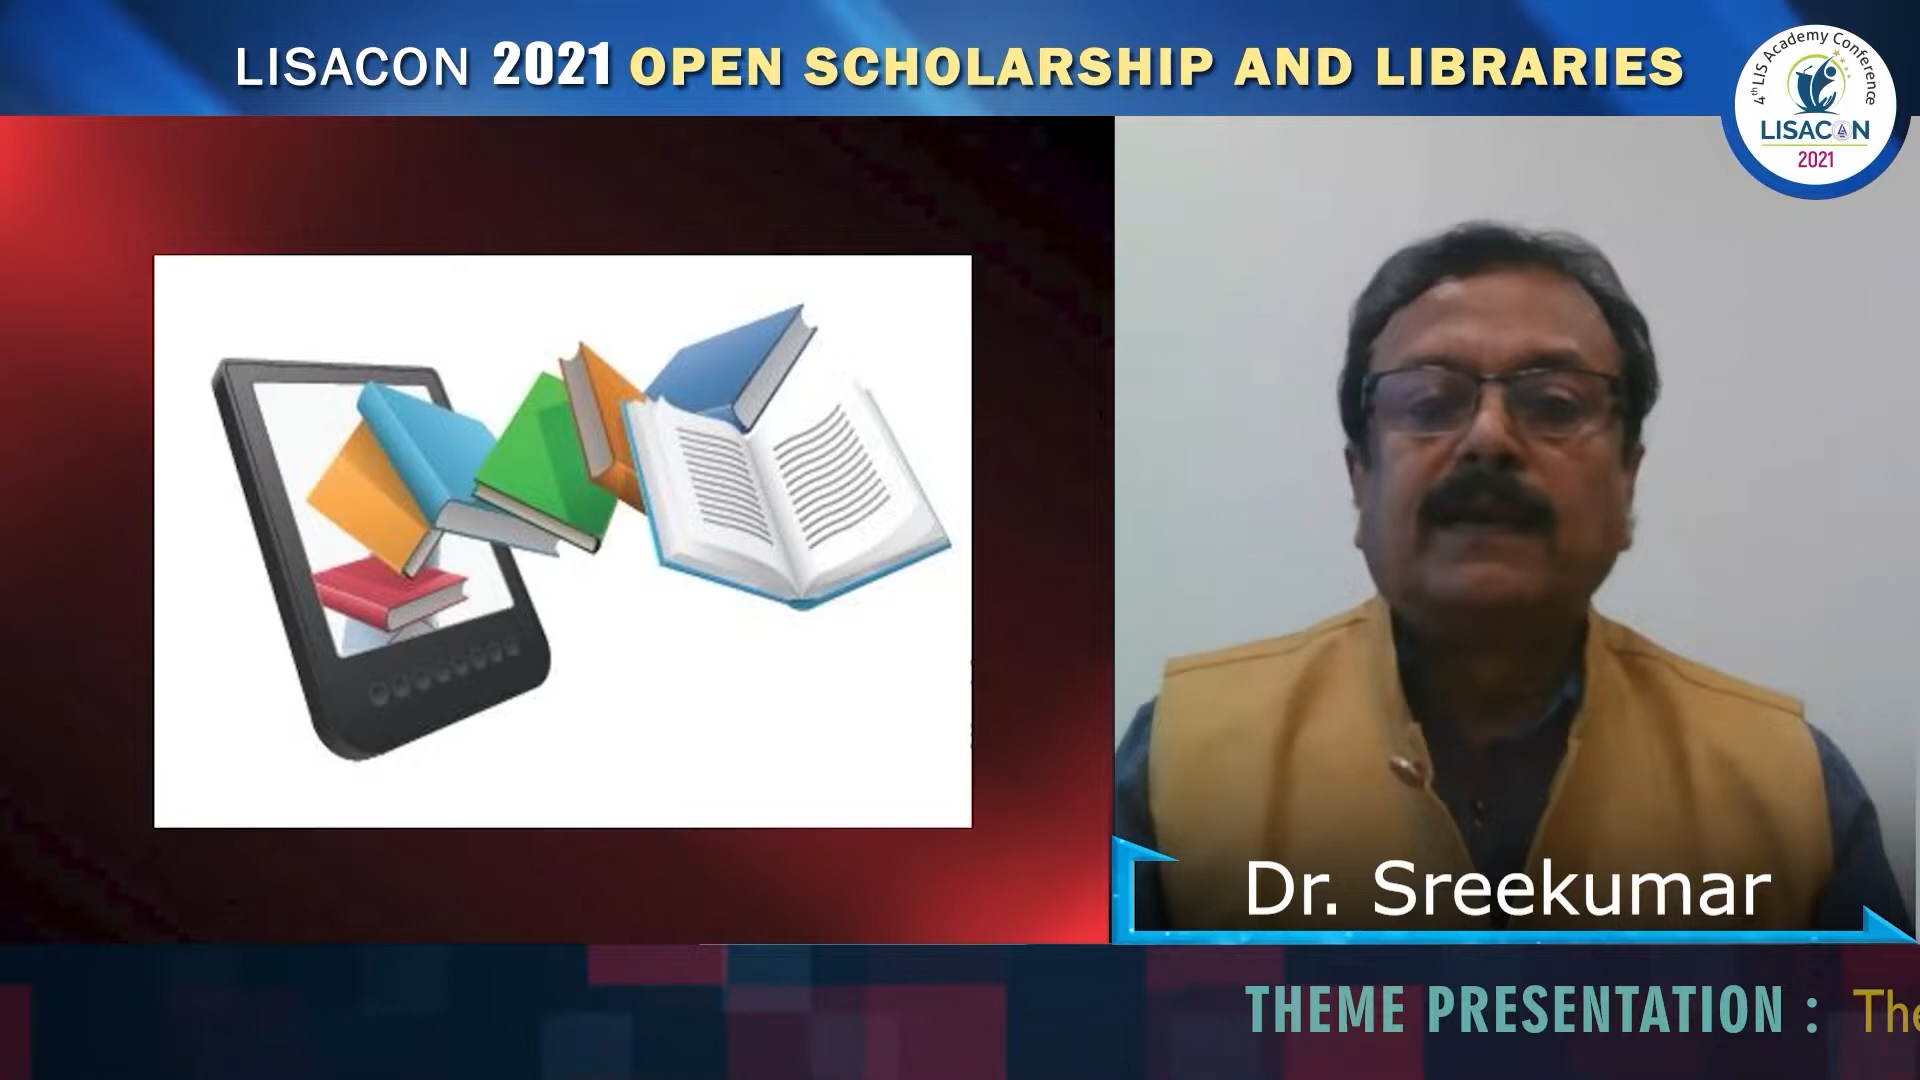 LISACON 2021 OPEN SCHOLARSHIP AND LIBRARIES
4th LIS Academy Conference
LISACON
2021
Dr. Sreekumar
THEME PRESENTATION :